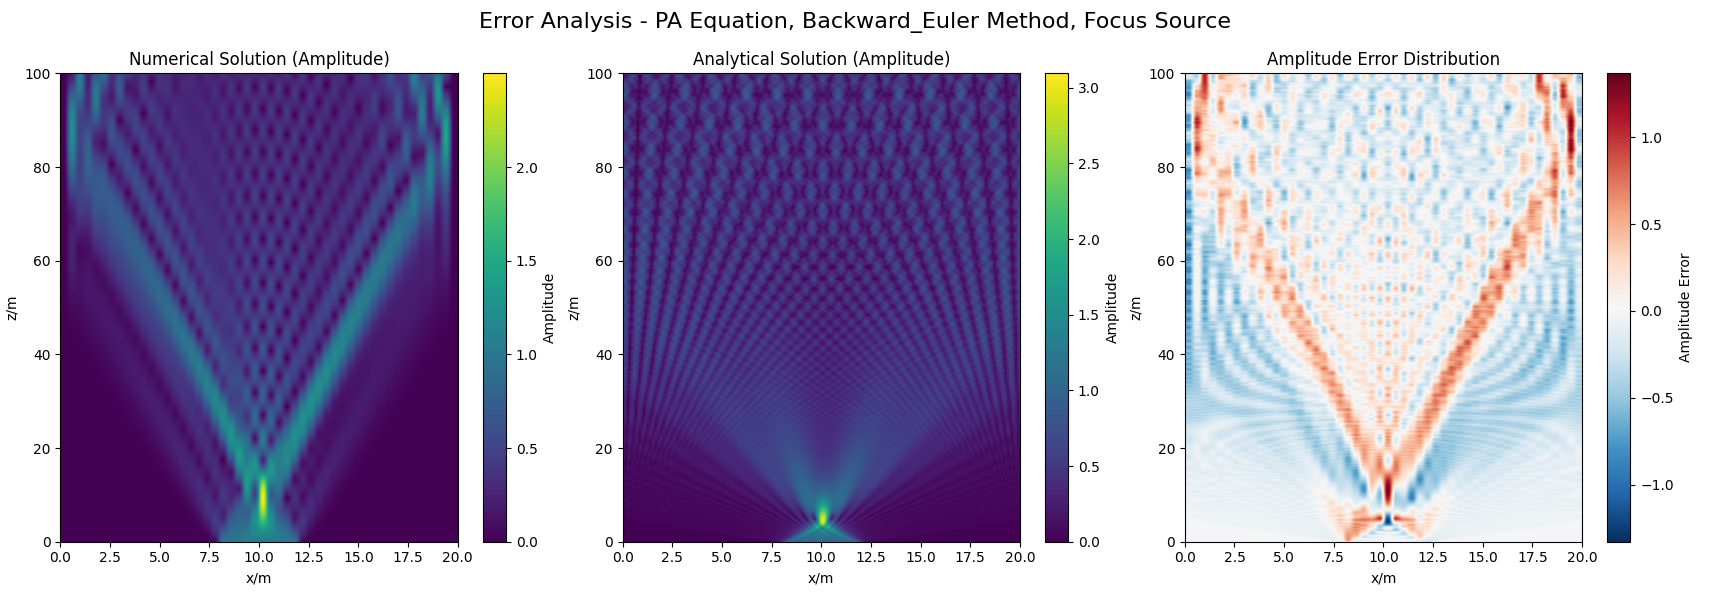 Error Analysis - PA Equation, Backward_Euler Method, Focus Source
Numerical Solution (Amplitude)
z/m
100
80
60
40
20
0
0.0 2.5 5.0 7.5 10.0 12.5 15.0 17.5 20.0
x/m
2.0
1.5
1.0
0.5
0.0
Amplitude
Analytical Solution (Amplitude)
z/m
100
80
60
40
20
0
0.0 2.5 5.0 7.5 10.0 12.5 15.0 17.5 20.0
x/m
3.0
2.5
2.0
1.5
1.0
0.5
0.0
Amplitude
Amplitude Error Distribution
z/m
100
80
60
40
20
0
0.0 2.5 5.0 7.5 10.0 12.5 15.0 17.5 20.0
x/m
1.0
0.5
0.0
−0.5
−1.0
Amplitude Error